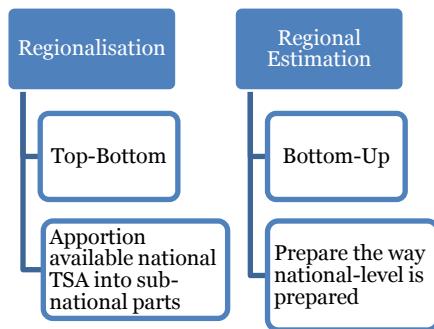 Regionalisation
Top-Bottom
Apportion
available national
TSA into sub-
national parts
Regional
Estimation
Bottom-Up
Prepare the way
national-level is
prepared